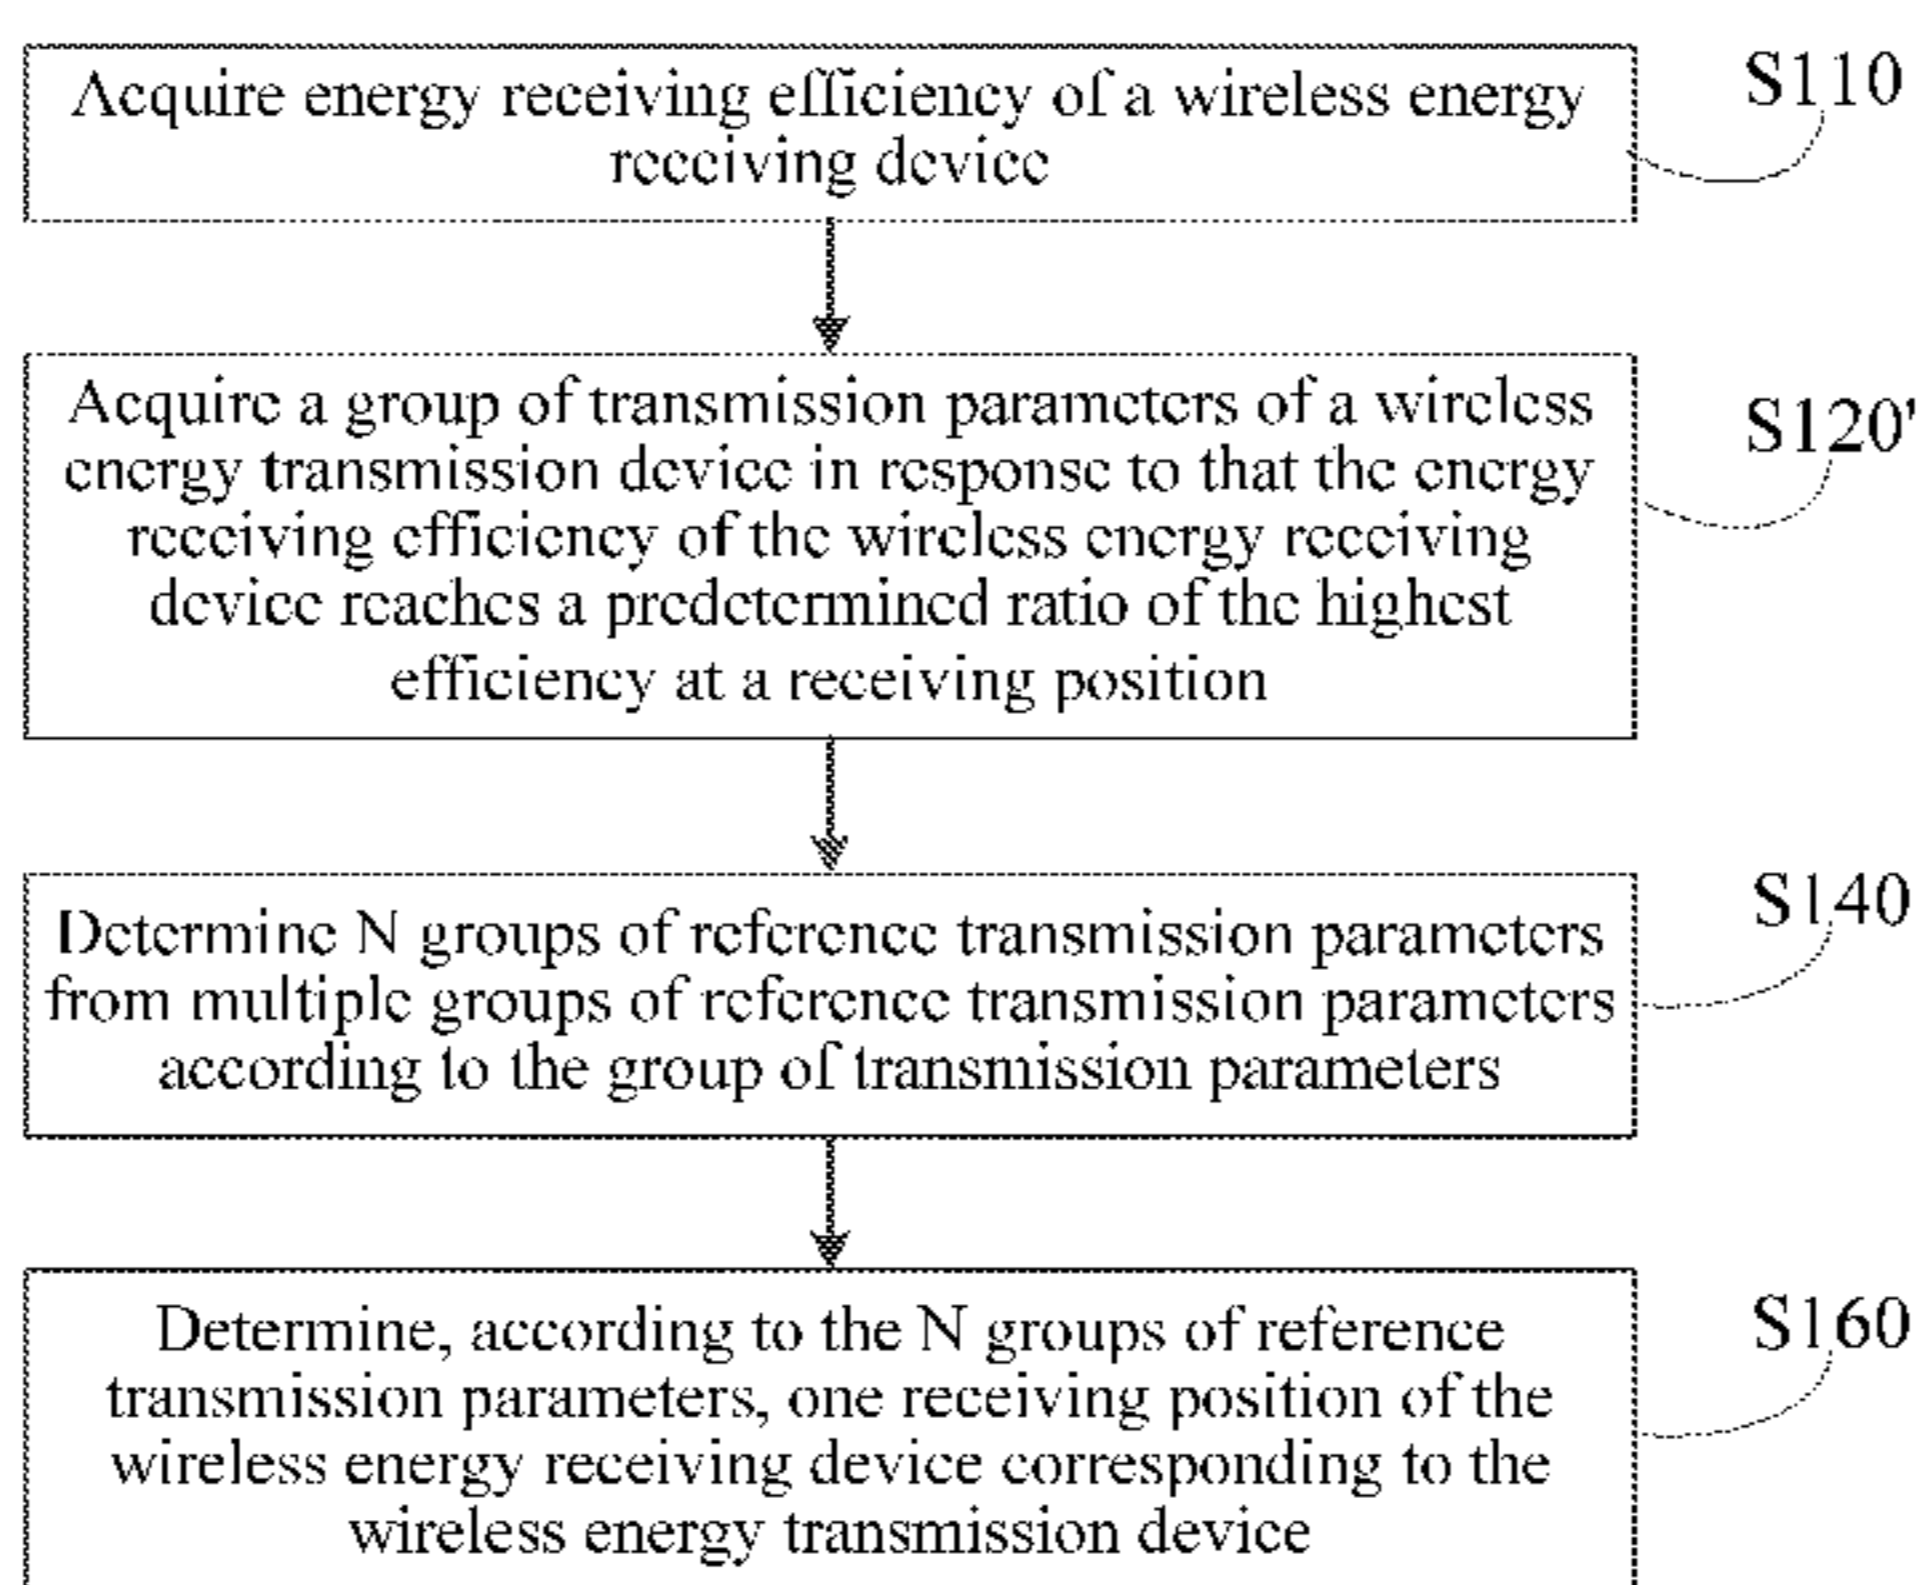 Acquire energy receiving efficiency of a wireless energy
receiving device
S110
Acquire a group of transmission parameters of a wireless
energy transmission device in response to that the energy
receiving efficiency of the wireless energy receiving
device reaches a predetermined ratio of the highest
efficiency at a receiving position
S120'
Determine N groups of reference transmission parameters
from multiple groups of reference transmission parameters
according to the group of transmission parameters
S140
Determine, according to the N groups of reference
transmission parameters, one receiving position of the
wireless energy receiving device corresponding to the
wireless energy transmission device
S160